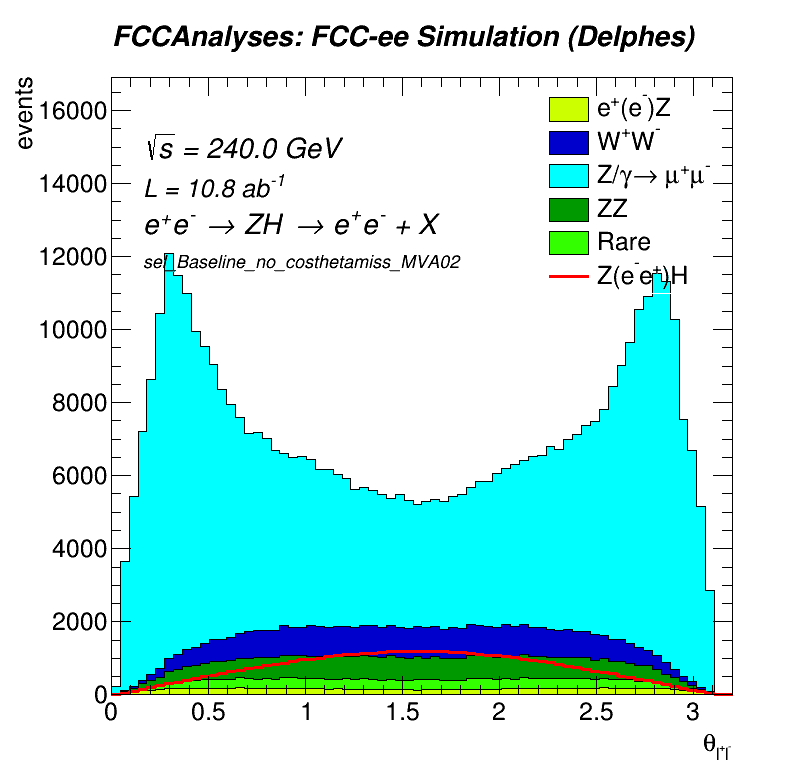 FCCAnalyses: FCC-ee Simulation (Delphes)
events
16000
14000
12000
10000
8000
6000
4000
2000
0
√s = 240.0 GeV
L = 10.8 ab⁻¹
e⁺e⁻ → ZH → e⁺e⁻ + X
sel_Baseline_no_costhetamiss_MVA02
e⁺(e⁻)Z
W⁺W⁻
Z/γ→ μ⁺μ⁻
ZZ
Rare
Z(e⁻e⁺)H
0 0.5 1 1.5 2 2.5 3
θ_{l⁺l⁻}